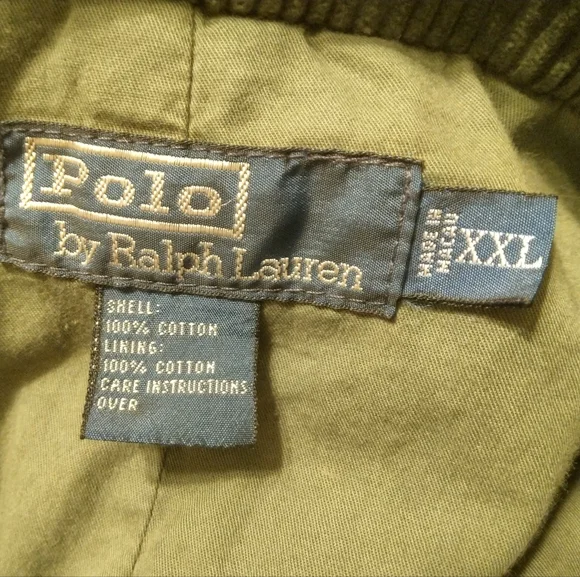 Polo
by Ralph Lauren
MADE IN
MACAU
XXL
SHELL:
100% COTTON
LINING:
100% COTTON
CARE INSTRUCTIONS
OVER